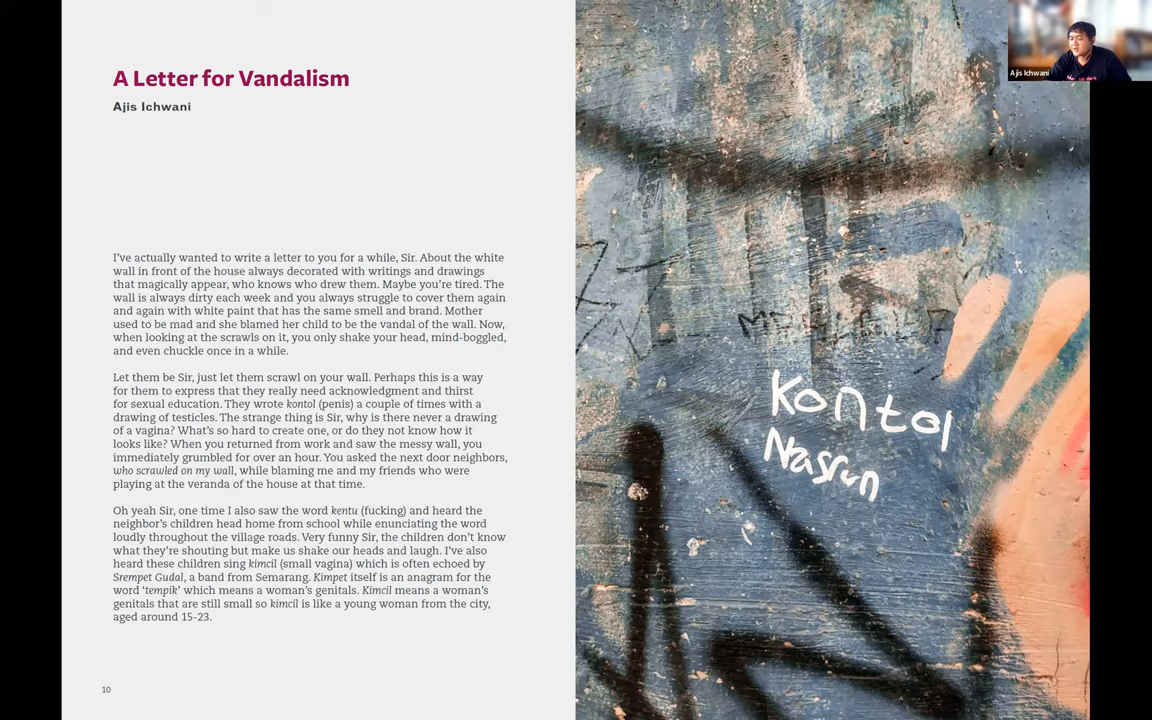 A Letter for Vandalism
Ajis Ichwani
I've actually wanted to write a letter to you for a while, Sir. About the white
wall in front of the house always decorated with writings and drawings
that magically appear, who knows who drew them. Maybe you're tired. The
wall is always dirty each week and you always struggle to cover them again
and again with white paint that has the same smell and brand. Mother
used to be mad and she blamed her child to be the vandal of the wall. Now,
when looking at the scrawls on it, you only shake your head, mind-boggled,
and even chuckle once in a while.
Let them be Sir, just let them scrawl on your wall. Perhaps this is a way
for them to express that they really need acknowledgment and thirst
for sexual education. They wrote kontol (penis) a couple of times with a
drawing of testicles. The strange thing is Sir, why is there never a drawing
of a vagina? What's so hard to create one, or do they not know how it
looks like? When you returned from work and saw the messy wall, you
immediately grumbled for over an hour. You asked the next door neighbors,
who scrawled on my wall, while blaming me and my friends who were
playing at the veranda of the house at that time.
Oh yeah Sir, one time I also saw the word kentu (fucking) and heard the
neighbor's children head home from school while enunciating the word
loudly throughout the village roads. Very funny Sir, the children don't know
what they're shouting but make us shake our heads and laugh. I've also
heard these children sing kimcil (small vagina) which is often echoed by
Srempet Gudal, a band from Semarang. Kimpet itself is an anagram for the
word 'tempik' which means a woman's genitals. Kimcil means a woman's
genitals that are still small so kimcil is like a young woman from the city,
aged around 15-23.
10
Kontol
Nasrun
Ajis Ichwani